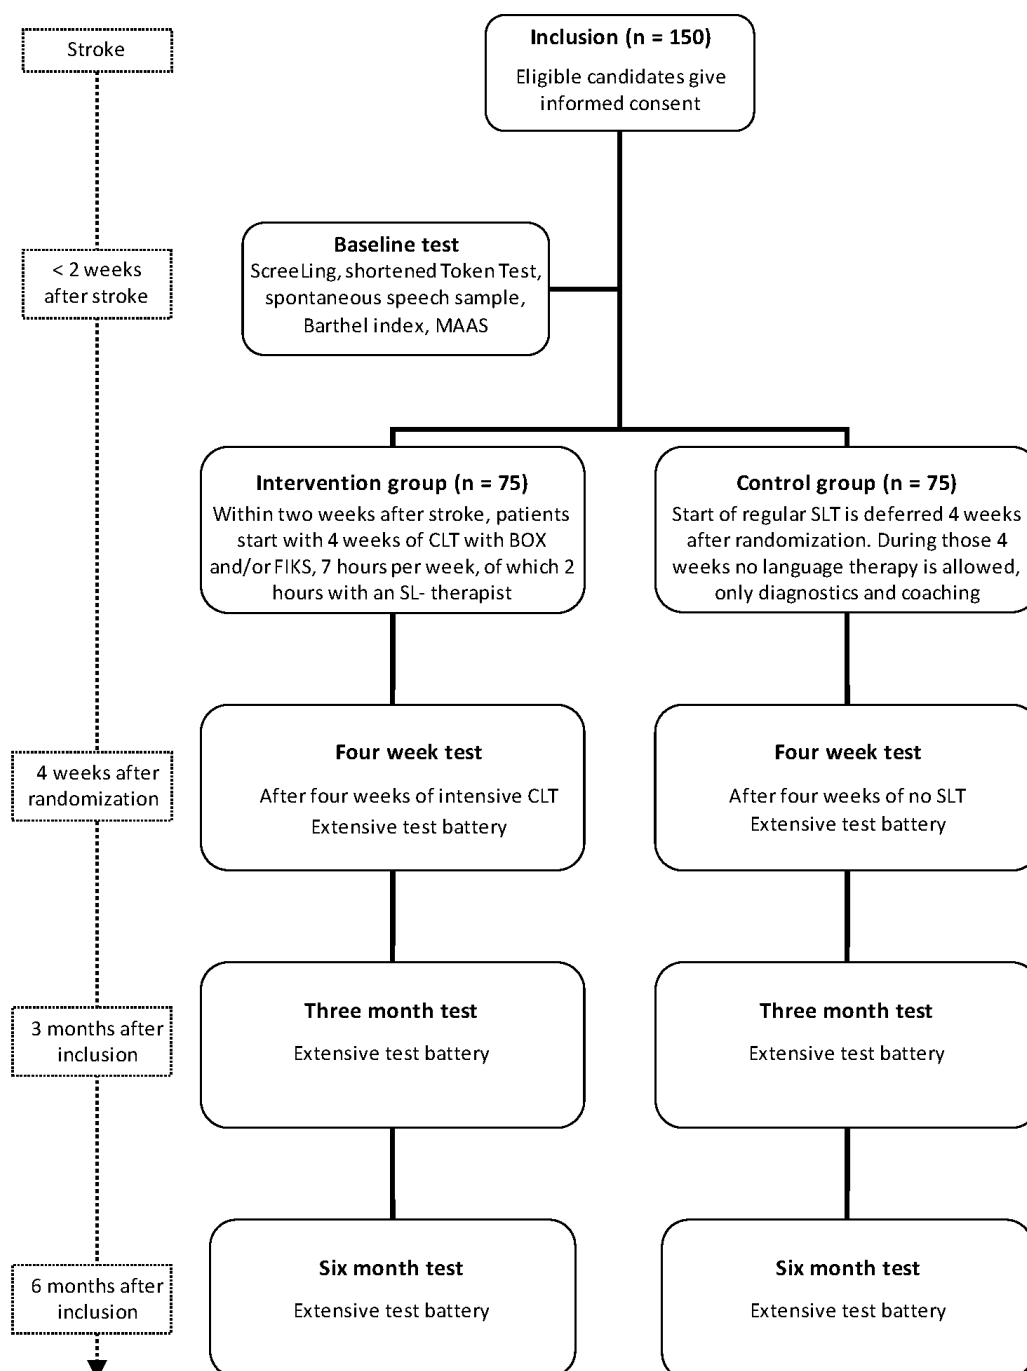 Stroke
Inclusion (n = 150)
Eligible candidates give
informed consent
< 2 weeks
after stroke
Baseline test
ScreeLing, shortened Token Test,
spontaneous speech sample,
Barthel index, MAAS
Intervention group (n = 75)
Within two weeks after stroke, patients
start with 4 weeks of CLT with BOX
and/or FIKS, 7 hours per week, of which 2
hours with an SL- therapist
Control group (n = 75)
Start of regular SLT is deferred 4 weeks
after randomization. During those 4
weeks no language therapy is allowed,
only diagnostics and coaching
4 weeks after
randomization
Four week test
After four weeks of intensive CLT
Extensive test battery
Four week test
After four weeks of no SLT
Extensive test battery
3 months after
inclusion
Three month test
Extensive test battery
Three month test
Extensive test battery
6 months after
inclusion
Six month test
Extensive test battery
Six month test
Extensive test battery